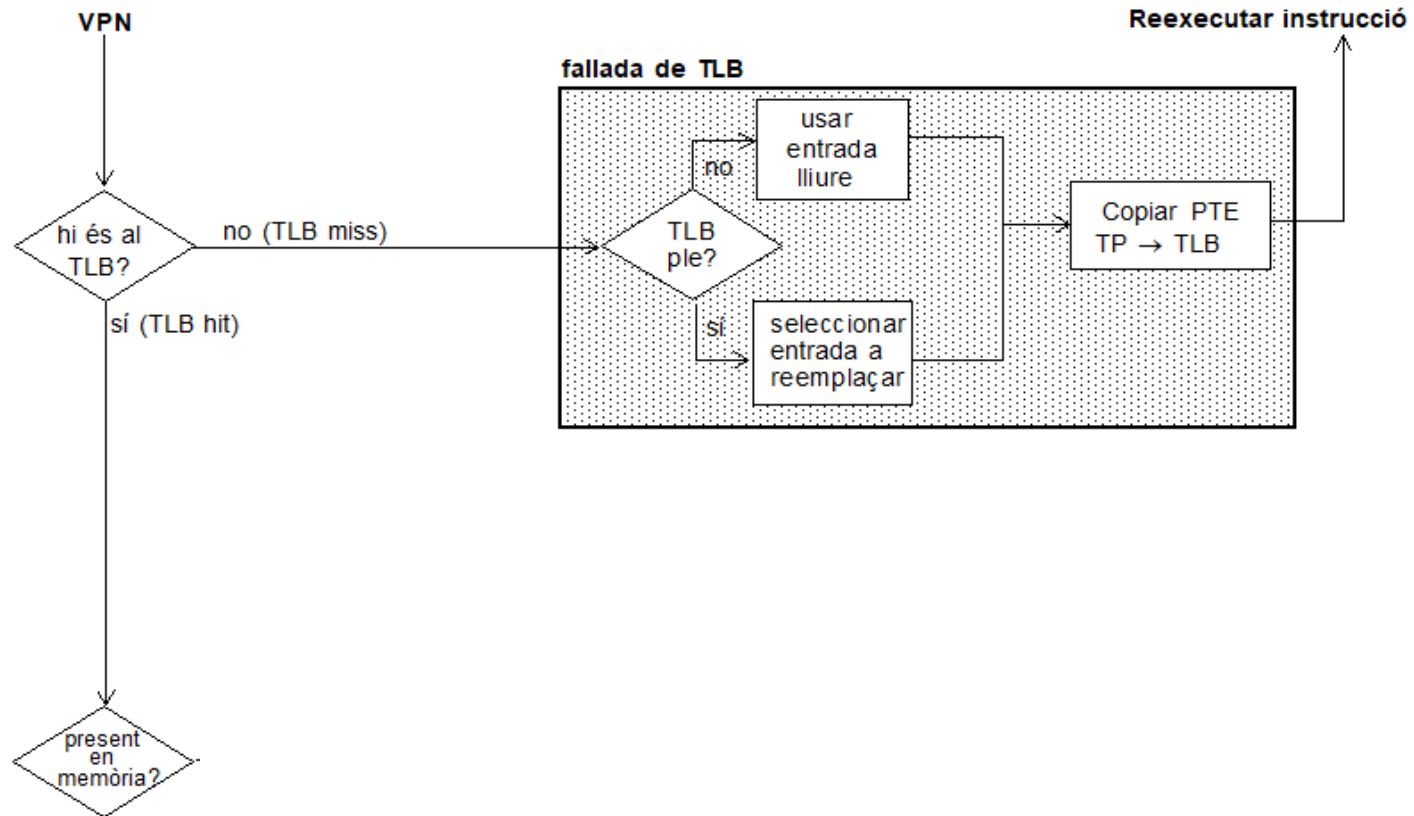 VPN
Reexecutar instrucció
fallada de TLB
usar
entrada
lliure
no
hi és al
TLB?
no (TLB miss)
TLB
ple?
Copiar PTE
TP → TLB
sí (TLB hit)
sí
seleccionar
entrada a
reemplaçar
present
en
memòria?